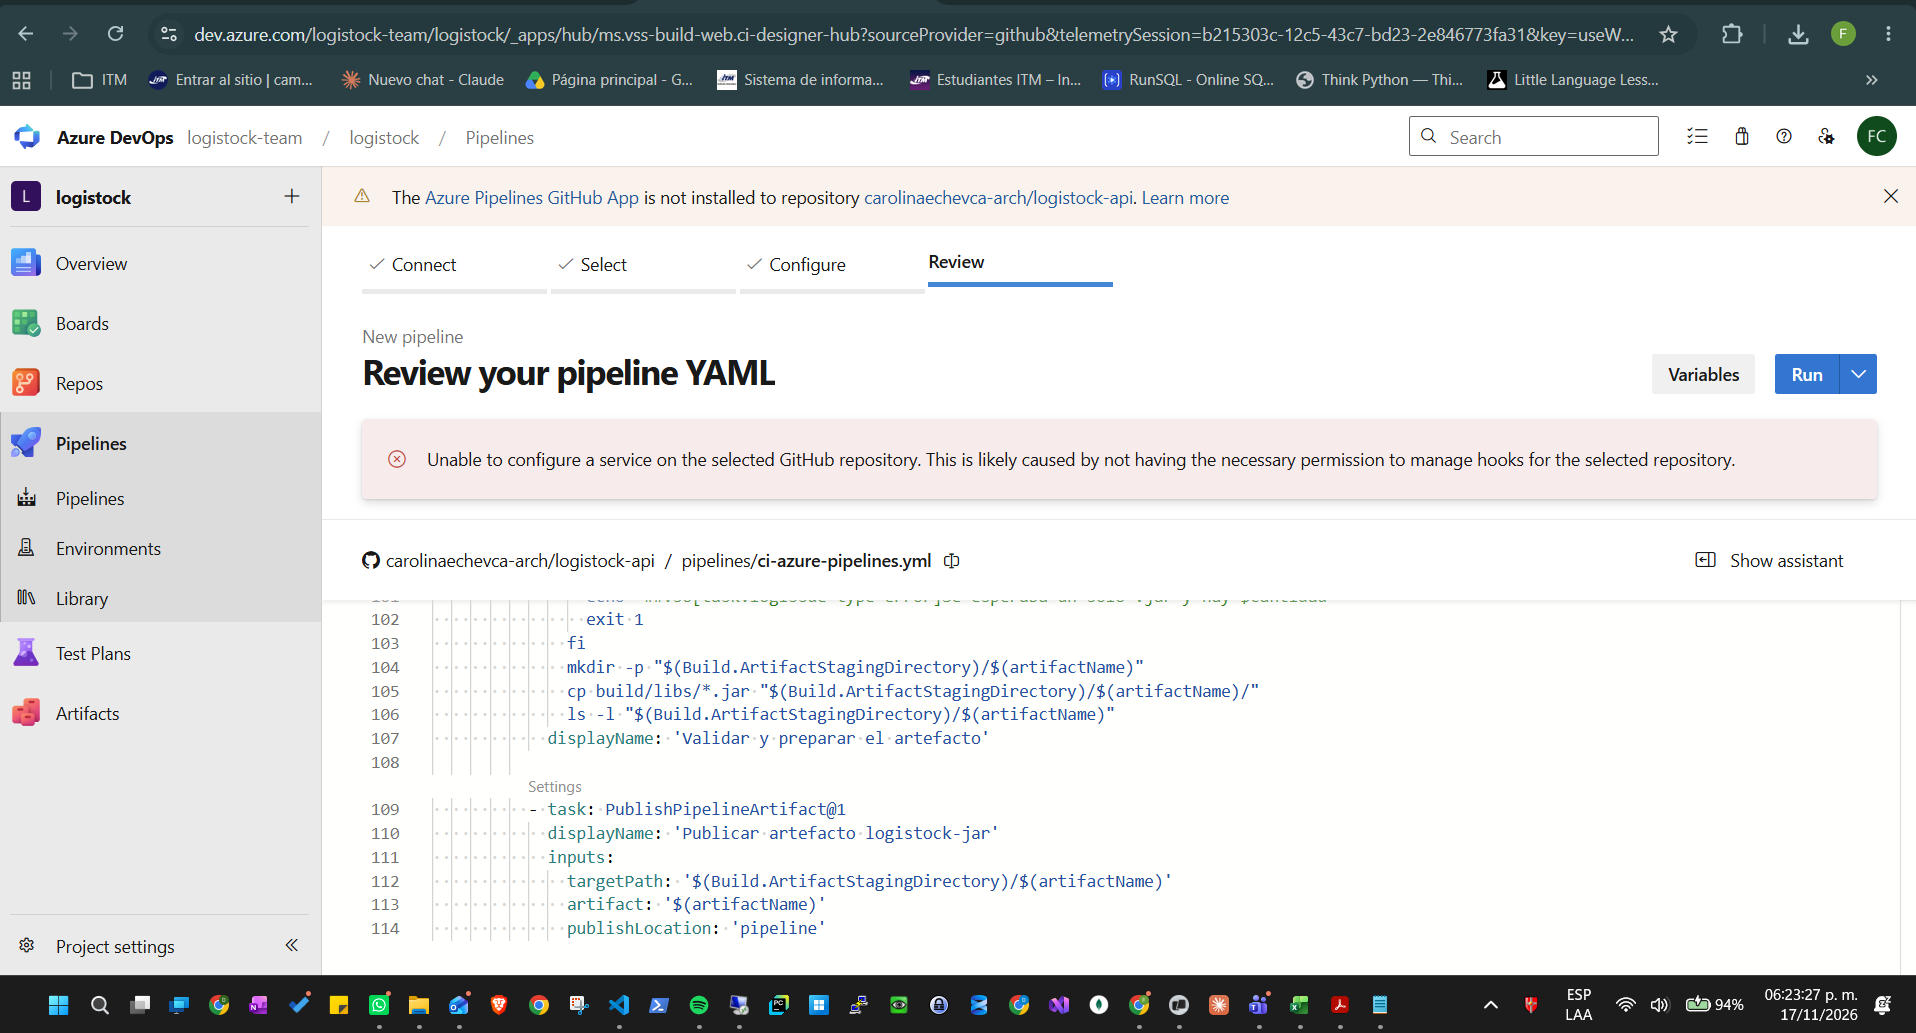 dev.azure.com/logistock-team/logistock/_apps/hub/ms.vss-build-web.ci-designer-hub?sourceProvider=github&telemetrySession=b215303c-12c5-43c7-bd23-2e846773fa31&key=useW...
F
ITM
Entrar al sitio | cam...
Nuevo chat - Claude
Página principal - G...
Sistema de informa...
Estudiantes ITM – In...
RunSQL - Online SQ...
Think Python — Thi...
Little Language Less...
Azure DevOps logistock-team / logistock / Pipelines
Search
FC
L logistock
The Azure Pipelines GitHub App is not installed to repository carolinaechevca-arch/logistock-api. Learn more
Overview
Boards
Repos
Pipelines
Pipelines
Environments
Library
Test Plans
Artifacts
Project settings
Connect
Select
Configure
Review
New pipeline
Review your pipeline YAML
Variables
Run
Unable to configure a service on the selected GitHub repository. This is likely caused by not having the necessary permission to manage hooks for the selected repository.
carolinaechevca-arch/logistock-api / pipelines/ci-azure-pipelines.yml
Show assistant
102 exit 1
103 fi
104 mkdir -p "$(Build.ArtifactStagingDirectory)/$(artifactName)"
105 cp build/libs/*.jar "$(Build.ArtifactStagingDirectory)/$(artifactName)/"
106 ls -l "$(Build.ArtifactStagingDirectory)/$(artifactName)"
107 displayName: 'Validar y preparar el artefacto'
108
Settings
109 - task: PublishPipelineArtifact@1
110 displayName: 'Publicar artefacto logistock-jar'
111 inputs:
112 targetPath: '$(Build.ArtifactStagingDirectory)/$(artifactName)'
113 artifact: '$(artifactName)'
114 publishLocation: 'pipeline'
ESP
LAA
94%
06:23:27 p. m.
17/11/2026